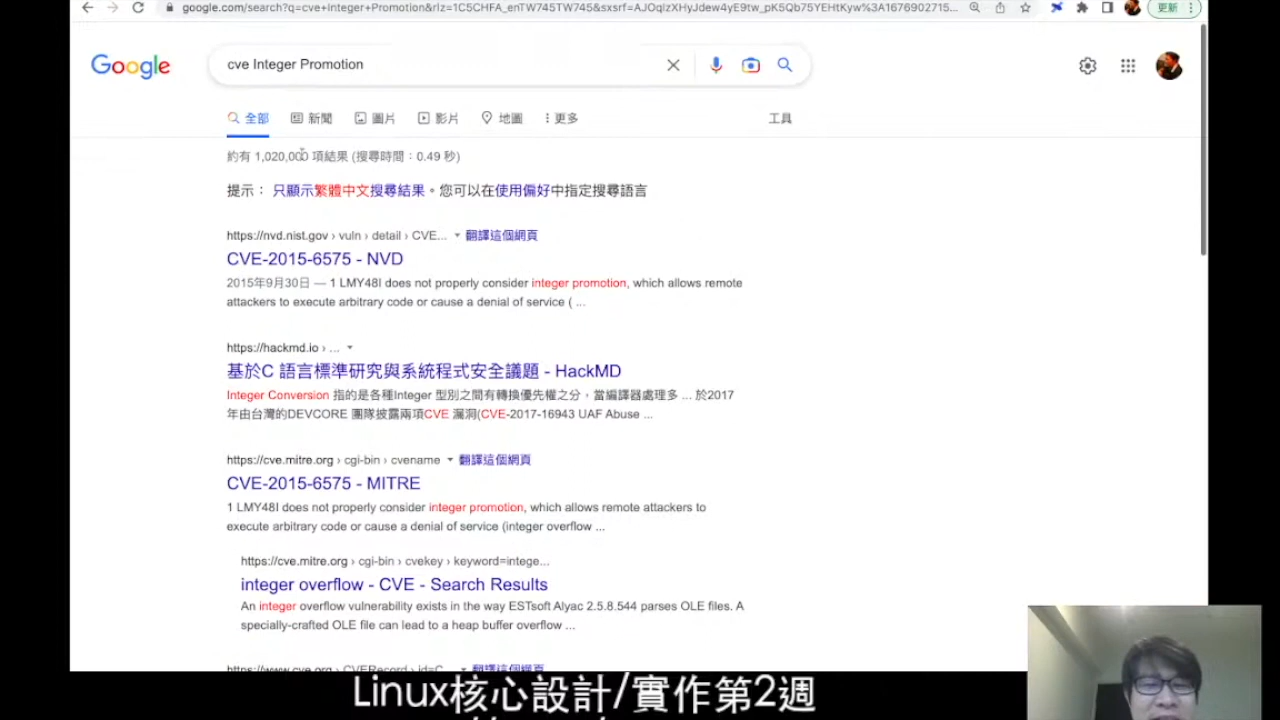 google.com/search?q=cve+Integer+Promotion&rlz=1C5CHFA_enTW745TW745&sxsrf=AJOqlzXHyJdew4yE9tw_pK5Qb75YEHtKyw%3A1676902715...
更新
Google
cve Integer Promotion
全部 新聞 圖片 影片 地圖 更多 工具
約有 1,020,000 項結果 (搜尋時間：0.49 秒)
提示： 只顯示繁體中文搜尋結果。您可以在使用偏好中指定搜尋語言
https://nvd.nist.gov › vuln › detail › CVE... 翻譯這個網頁
CVE-2015-6575 - NVD
2015年9月30日 — 1 LMY48I does not properly consider integer promotion, which allows remote
attackers to execute arbitrary code or cause a denial of service ( ...
https://hackmd.io › ...
基於C 語言標準研究與系統程式安全議題 - HackMD
Integer Conversion 指的是各種Integer 型別之間有轉換優先權之分，當編譯器處理多 ... 於2017
年由台灣的DEVCORE 團隊披露兩項CVE 漏洞(CVE-2017-16943 UAF Abuse ...
https://cve.mitre.org › cgi-bin › cvename 翻譯這個網頁
CVE-2015-6575 - MITRE
1 LMY48I does not properly consider integer promotion, which allows remote attackers to
execute arbitrary code or cause a denial of service (integer overflow ...
https://cve.mitre.org › cgi-bin › cvekey › keyword=intege...
integer overflow - CVE - Search Results
An integer overflow vulnerability exists in the way ESTsoft Alyac 2.5.8.544 parses OLE files. A
specially-crafted OLE file can lead to a heap buffer overflow ...
https://www.cve.org › CVERecord › id=C... 翻譯這個網頁
Linux核心設計/實作第2週